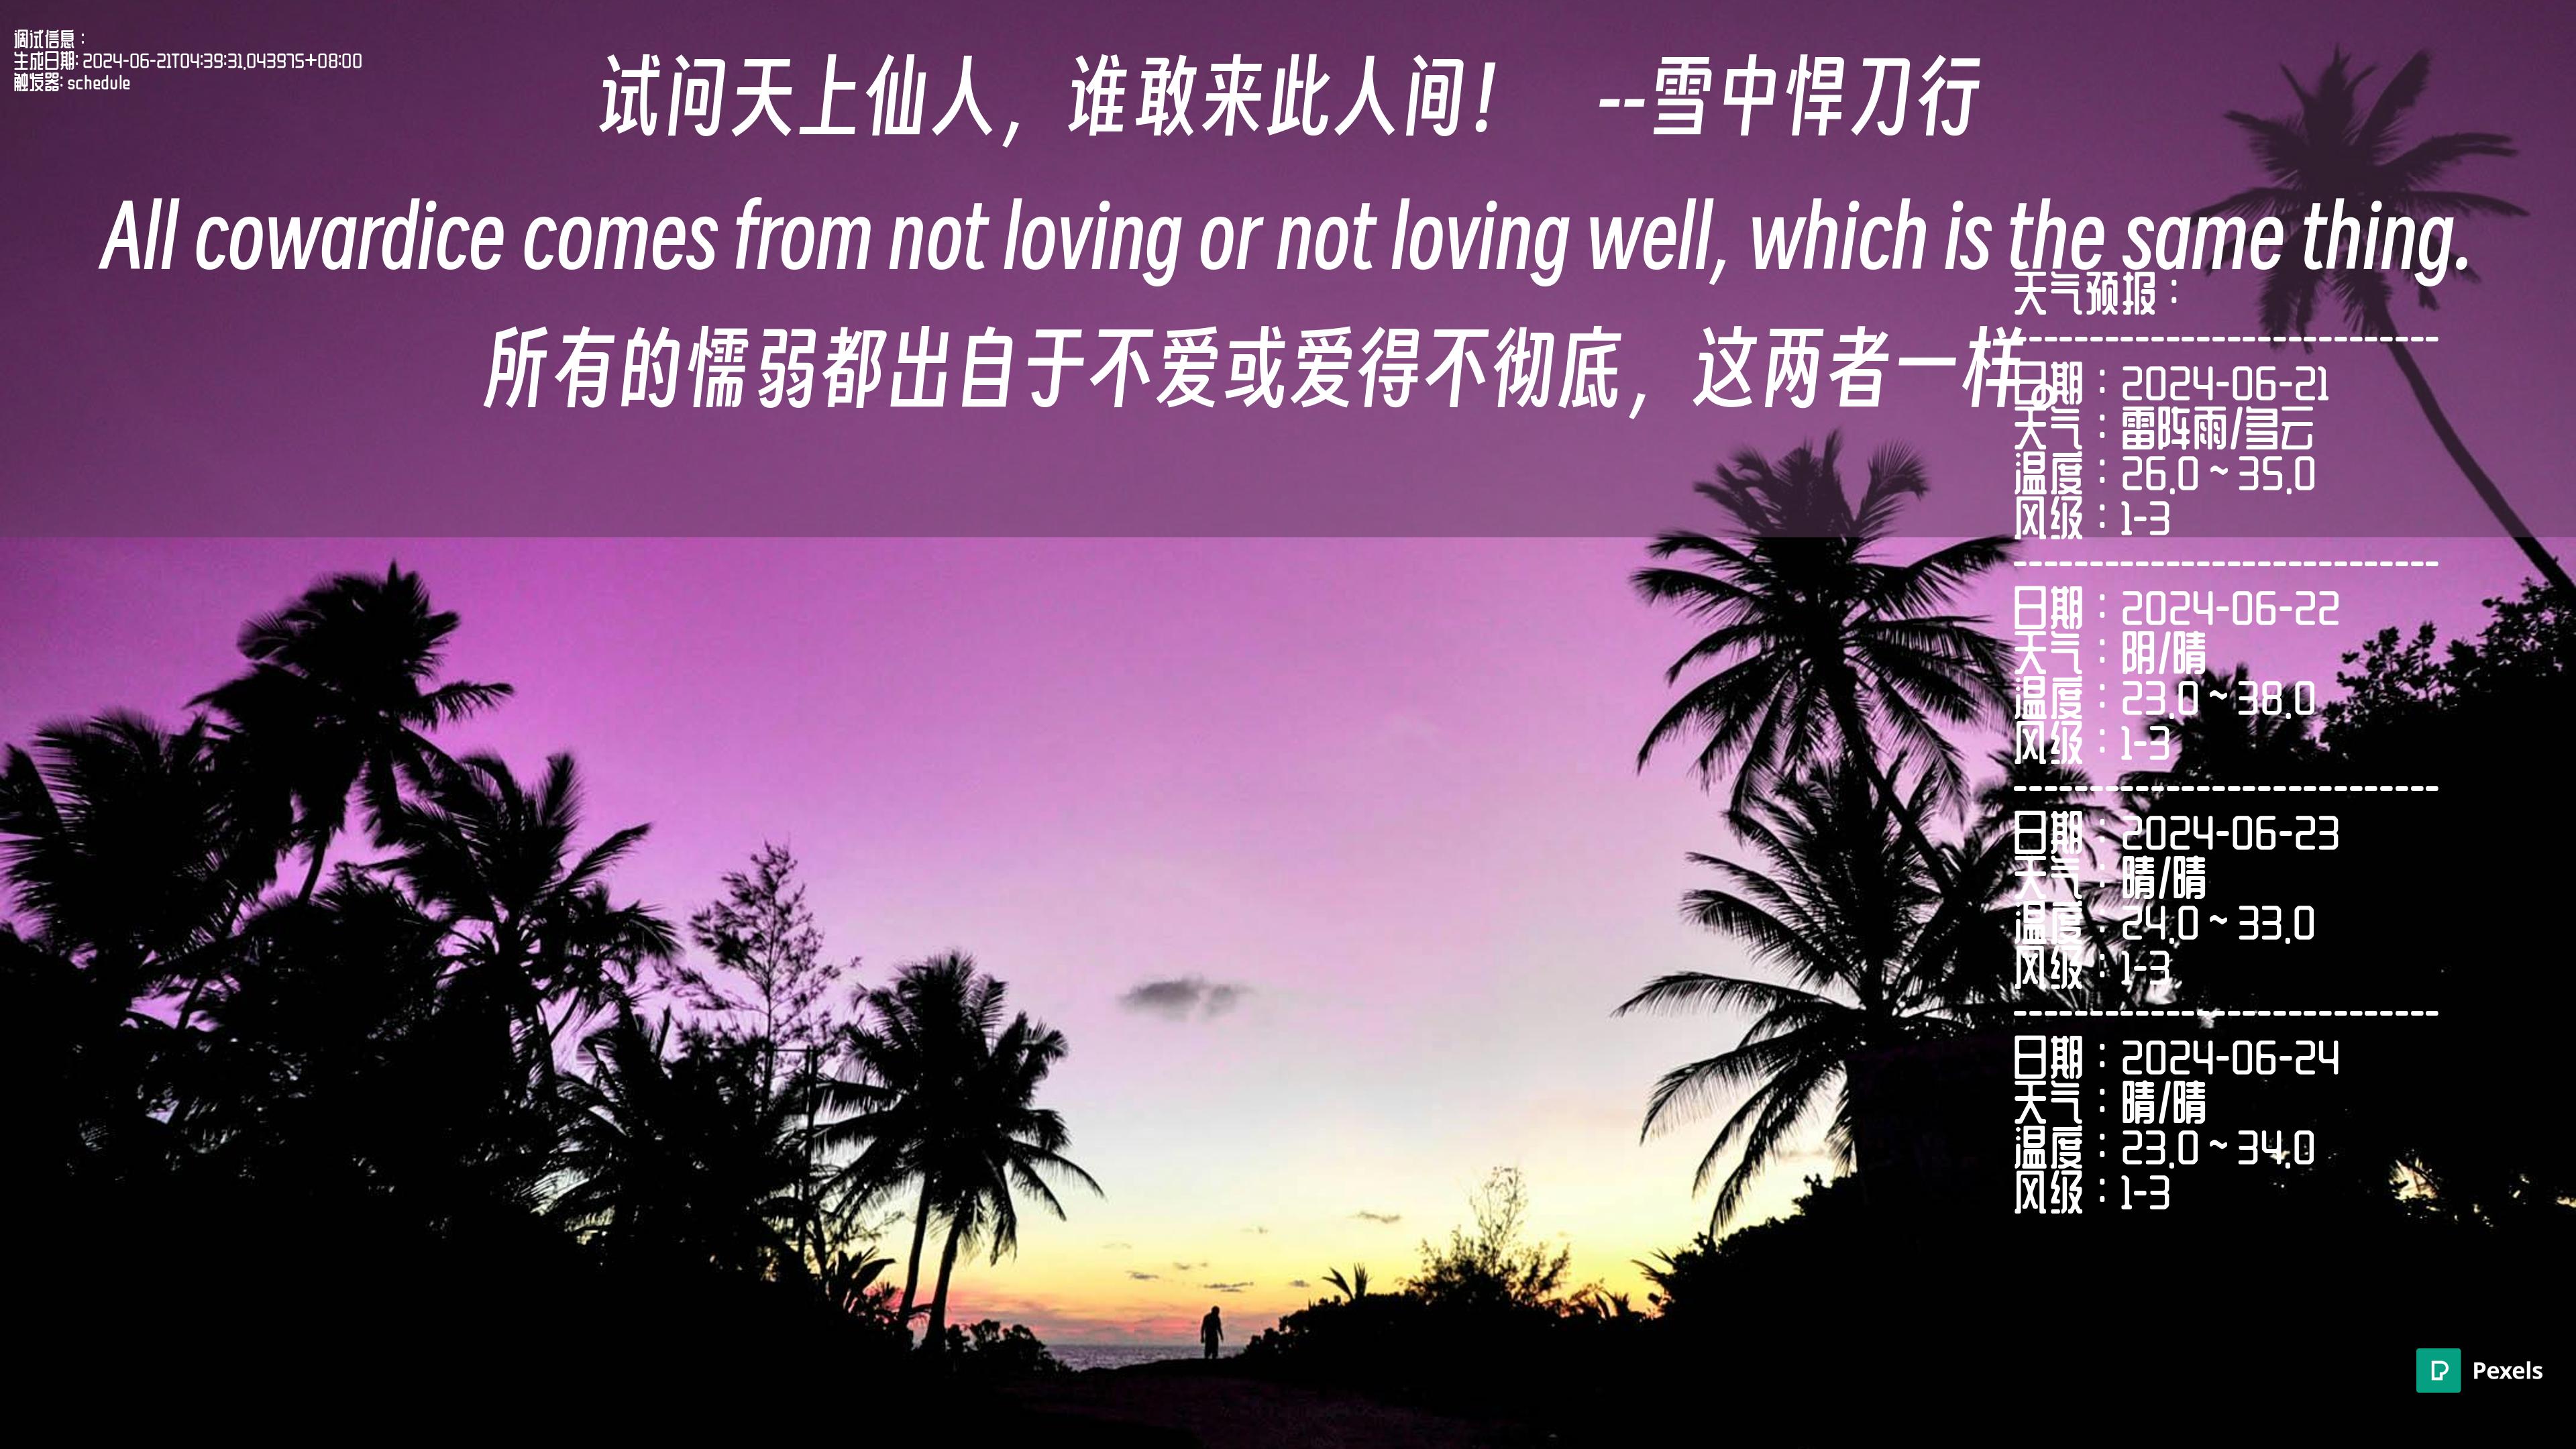 调试信息：
生成日期: 2024-06-21T04:39:31.043975+08:00
触发器: schedule
试问天上仙人，谁敢来此人间！ --雪中悍刀行
All cowardice comes from not loving or not loving well, which is the same thing.
所有的懦弱都出自于不爱或爱得不彻底，这两者一样。
天气预报：
----------------------------
日期：2024-06-21
天气：雷阵雨/多云
温度：26.0 ~ 35.0
风级：1-3
----------------------------
日期：2024-06-22
天气：阴/晴
温度：23.0 ~ 38.0
风级：1-3
----------------------------
日期：2024-06-23
天气：晴/晴
温度：24.0 ~ 33.0
风级：1-3
----------------------------
日期：2024-06-24
天气：晴/晴
温度：23.0 ~ 34.0
风级：1-3
Pexels